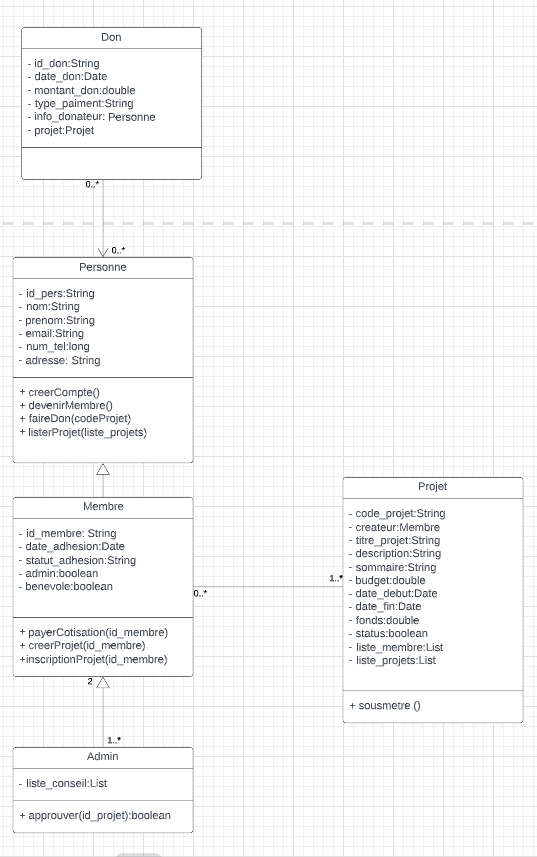 Don
- id_don:String
- date_don:Date
- montant_don:double
- type_paiment:String
- info_donateur: Personne
- projet:Projet
0..*
0..*
Personne
- id_pers:String
- nom:String
- prenom:String
- email:String
- num_tel:long
- adresse: String
+ creerCompte()
+ devenirMembre()
+ faireDon(codeProjet)
+ listerProjet(liste_projets)
Membre
- id_membre: String
- date_adhesion:Date
- statut_adhesion:String
- admin:boolean
- benevole:boolean
+ payerCotisation(id_membre)
+ creerProjet(id_membre)
+inscriptionProjet(id_membre)
0..*
1..*
Projet
- code_projet:String
- createur:Membre
- titre_projet:String
- description:String
- sommaire:String
- budget:double
- date_debut:Date
- date_fin:Date
- fonds:double
- status:boolean
- liste_membre:List
- liste_projets:List
+ sousmetre ()
2
1..*
Admin
- liste_conseil:List
+ approuver(id_projet):boolean